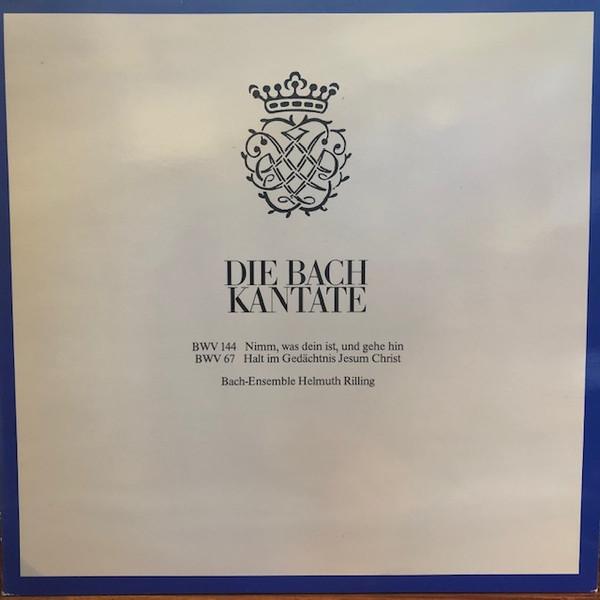 DIE BACH
KANTATE
BWV 144 Nimm, was dein ist, und gehe hin
BWV 67 Halt im Gedächtnis Jesum Christ
Bach-Ensemble Helmuth Rilling